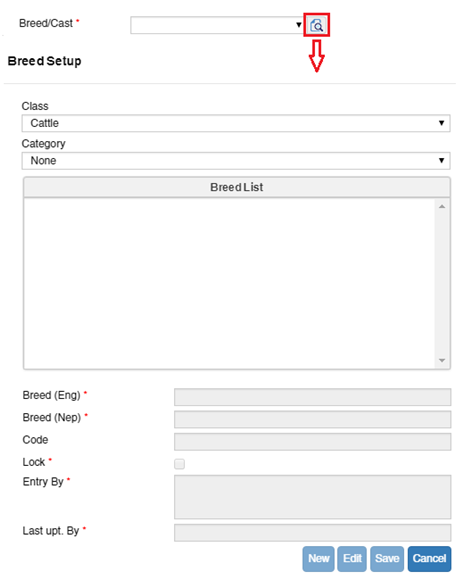 Breed/Cast *
Breed Setup
Class
Cattle
Category
None
Breed List
Breed (Eng) *
Breed (Nep) *
Code
Lock *
Entry By *
Last upt. By *
New Edit Save Cancel